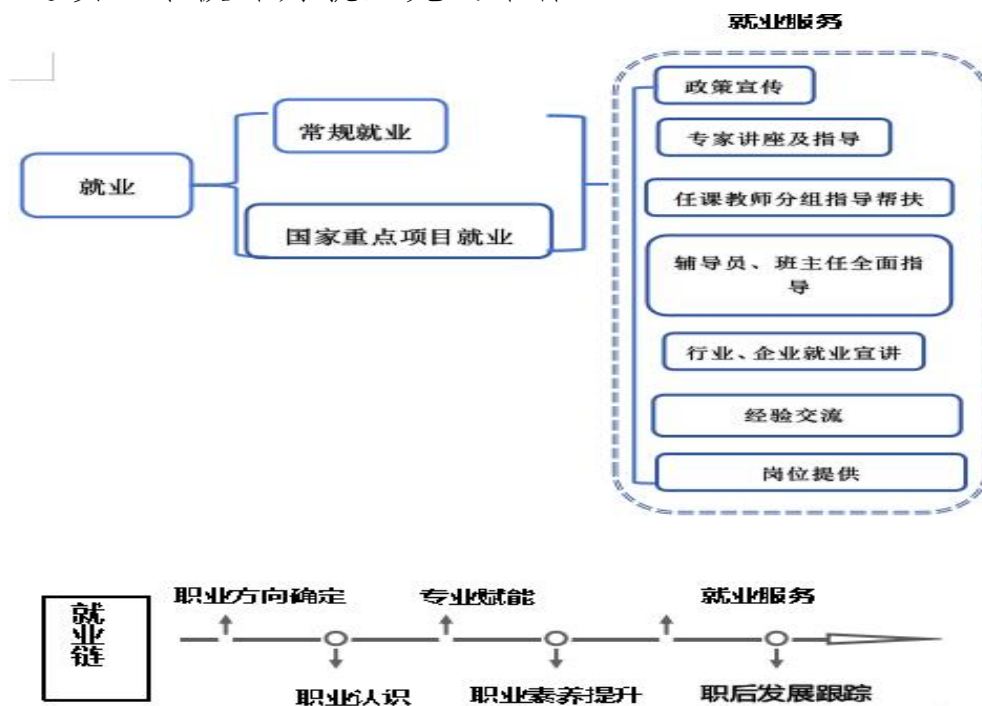 就业服务
政策宣传
常规就业
专家讲座及指导
就业
任课教师分组指导帮扶
国家重点项目就业
辅导员、班主任全面指
导
行业、企业就业宣讲
经验交流
岗位提供
就业链
职业方向确定
专业赋能
就业服务
职业认识
职业素养提升
职后发展跟踪